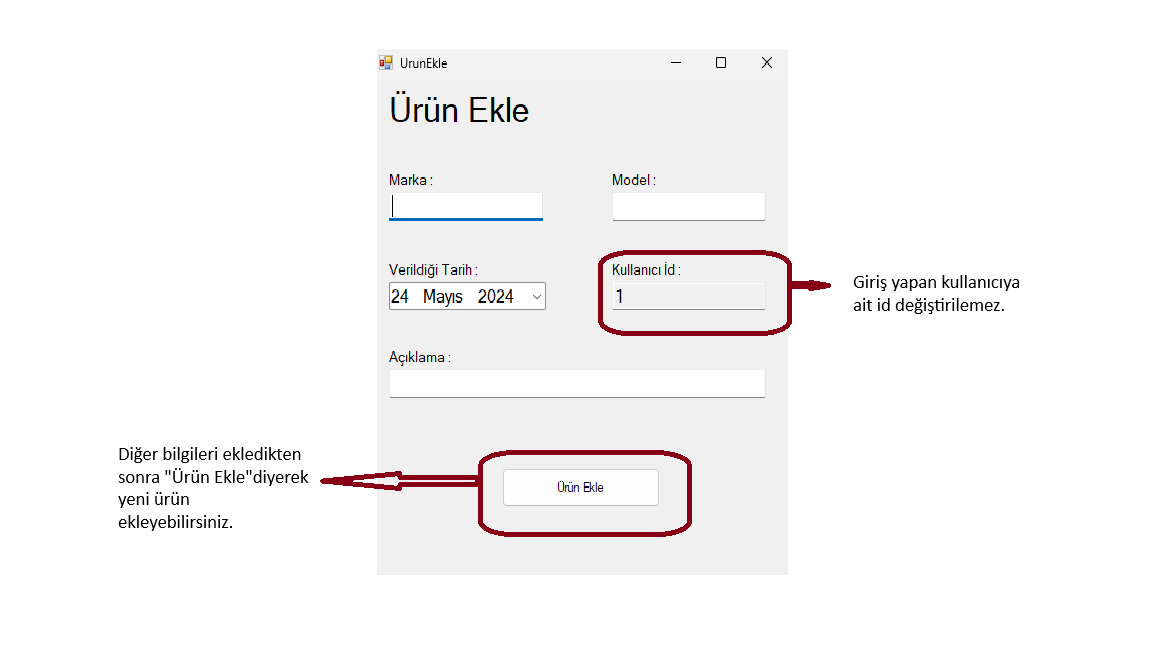 UrunEkle
Ürün Ekle
Marka :
Model :
Verildiği Tarih :
Kullanıcı İd :
24 Mayıs 2024
1
Giriş yapan kullanıcıya
ait id değiştirilemez.
Açıklama :
Diğer bilgileri ekledikten
sonra "Ürün Ekle"diyerek
yeni ürün
ekleyebilirsiniz.
Ürün Ekle